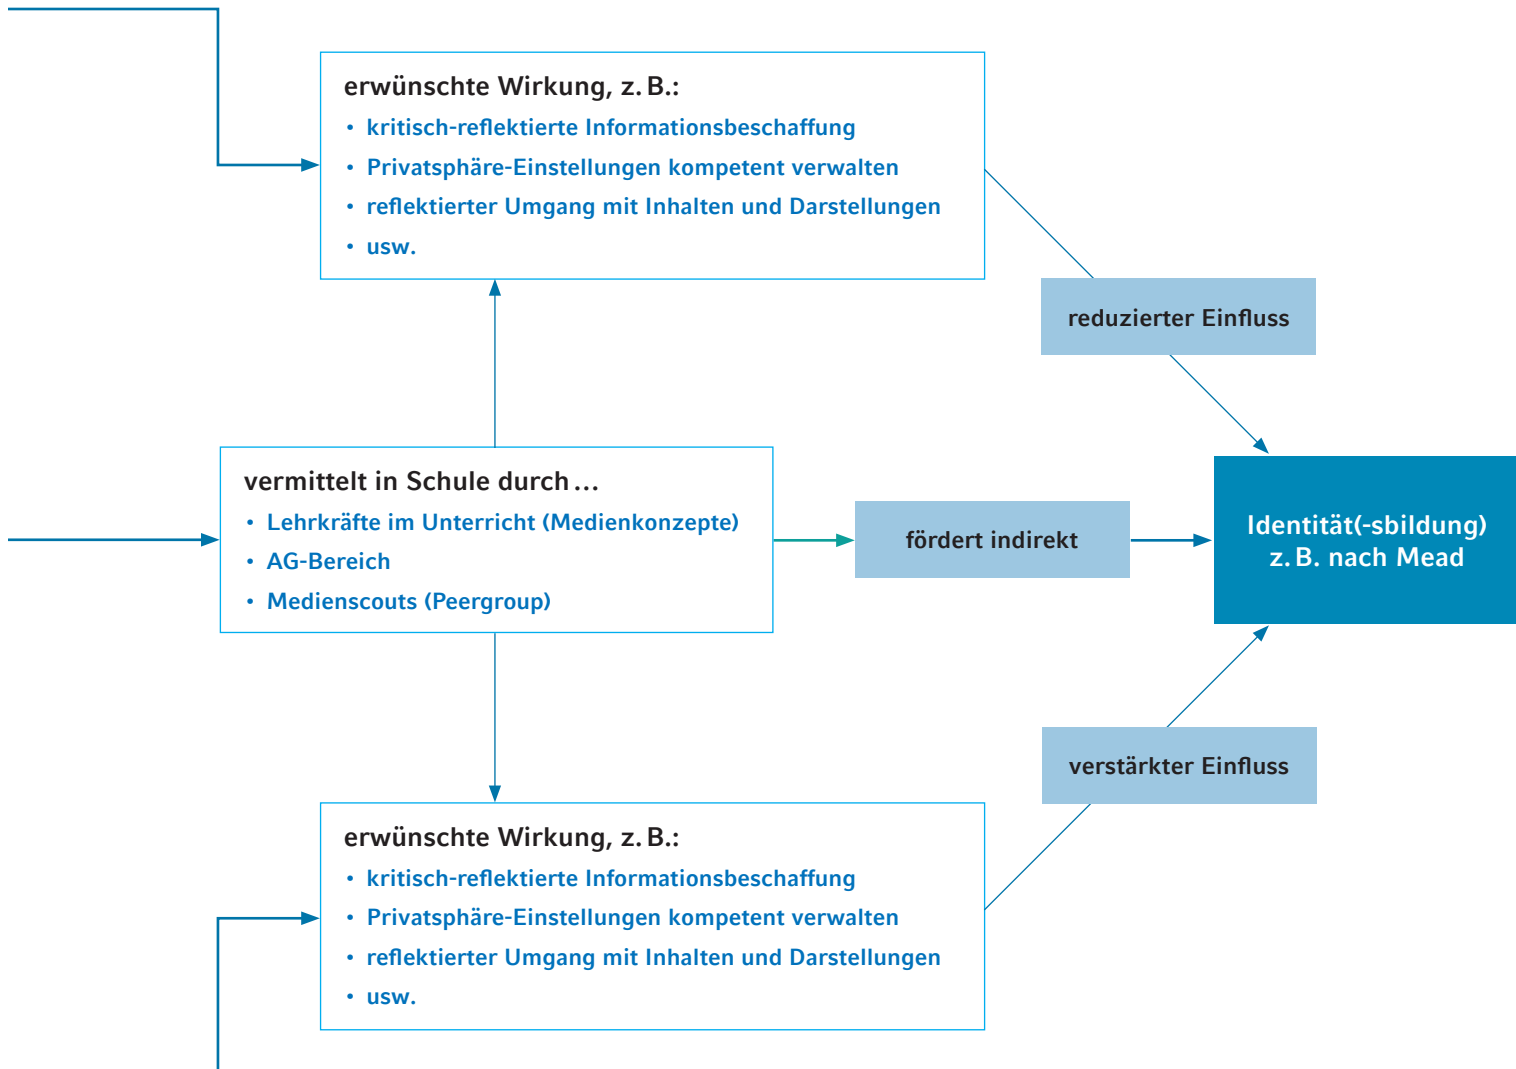 erwünschte Wirkung, z. B.:
• kritisch-reflektierte Informationsbeschaffung
• Privatsphäre-Einstellungen kompetent verwalten
• reflektierter Umgang mit Inhalten und Darstellungen
• usw.
reduzierter Einfluss
vermittelt in Schule durch ...
• Lehrkräfte im Unterricht (Medienkonzepte)
• AG-Bereich
• Medienscouts (Peergroup)
fördert indirekt
Identität(-sbildung)
z. B. nach Mead
verstärkter Einfluss
erwünschte Wirkung, z. B.:
• kritisch-reflektierte Informationsbeschaffung
• Privatsphäre-Einstellungen kompetent verwalten
• reflektierter Umgang mit Inhalten und Darstellungen
• usw.